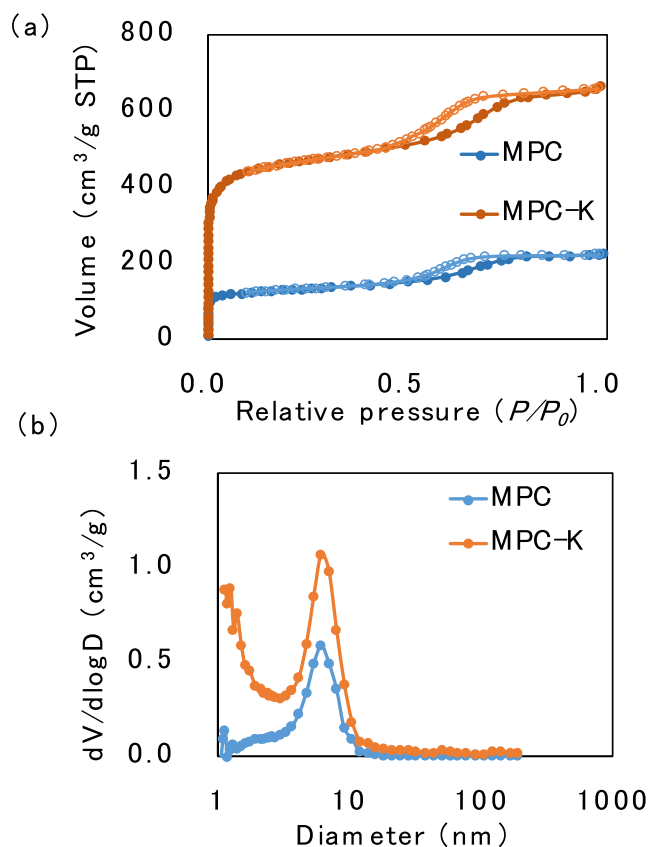 (a)
800
600
400
200
0
Volume (cm³/g STP)
MPC
MPC-K
0.0 0.5 1.0
Relative pressure (P/P₀)
(b)
1.5
1.0
0.5
0.0
dV/dlogD (cm³/g)
MPC
MPC-K
1 10 100 1000
Diameter (nm)